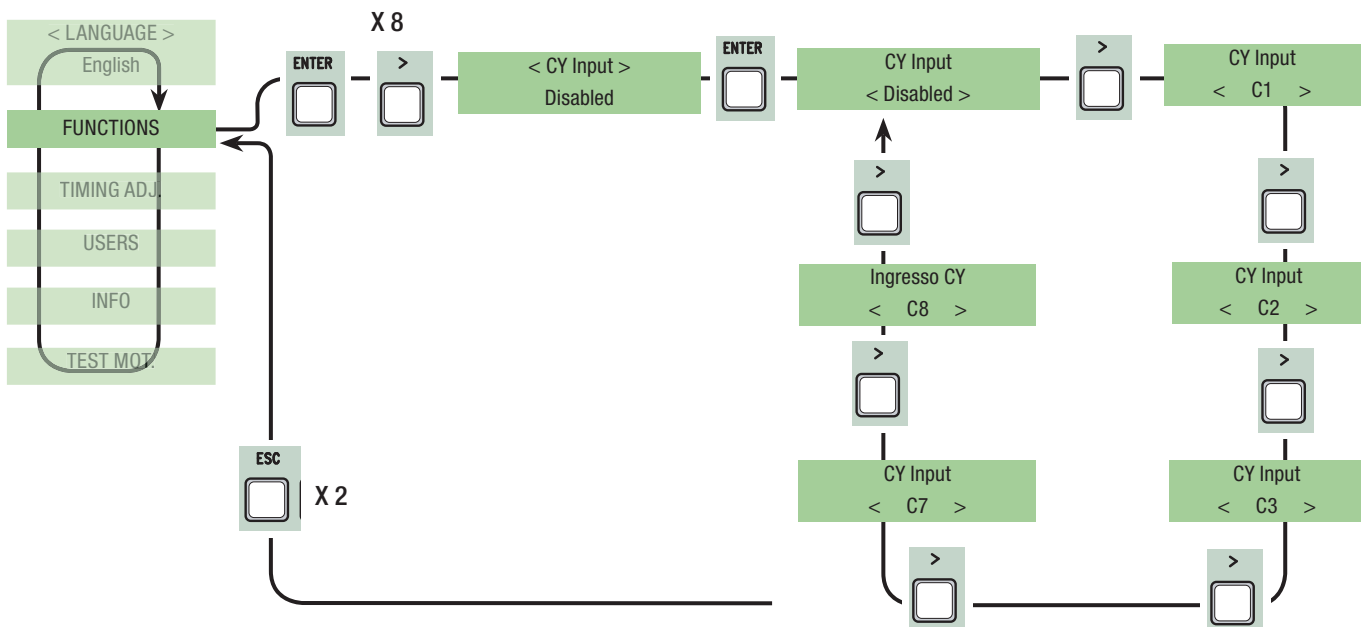 < LANGUAGE >
English
FUNCTIONS
TIMING ADJ.
USERS
INFO
TEST MOT.
X 8
ENTER
>
< CY Input >
Disabled
ENTER
CY Input
< Disabled >
>
CY Input
< C1 >
>
CY Input
< C2 >
>
CY Input
< C3 >
>
>
CY Input
< C7 >
>
Ingresso CY
< C8 >
>
ESC
X 2